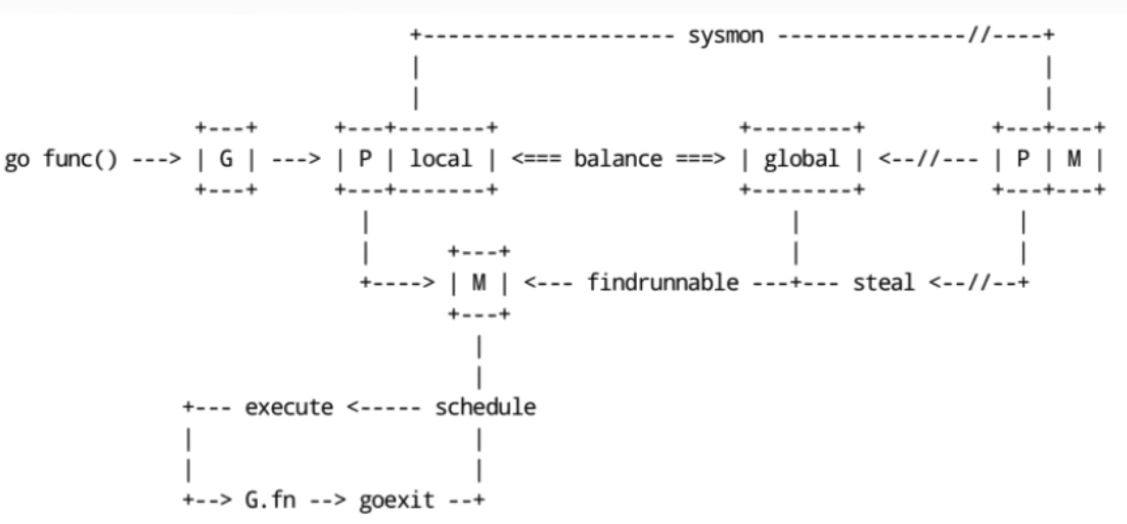 +-------------------- sysmon ---------------//----+
|                                                 |
|                                                 |
+---+ +---+-------+ +--------+ +---+---+
go func() ---> | G | ---> | P | local | <=== balance ===> | global | <--//--- | P | M |
+---+ +---+-------+ +--------+ +---+---+
| | |
| +---+ | |
+----> | M | <--- findrunnable ---+--- steal <--//--+
+---+
|
|
+--- execute <----- schedule
| |
| |
+--> G.fn --> goexit --+